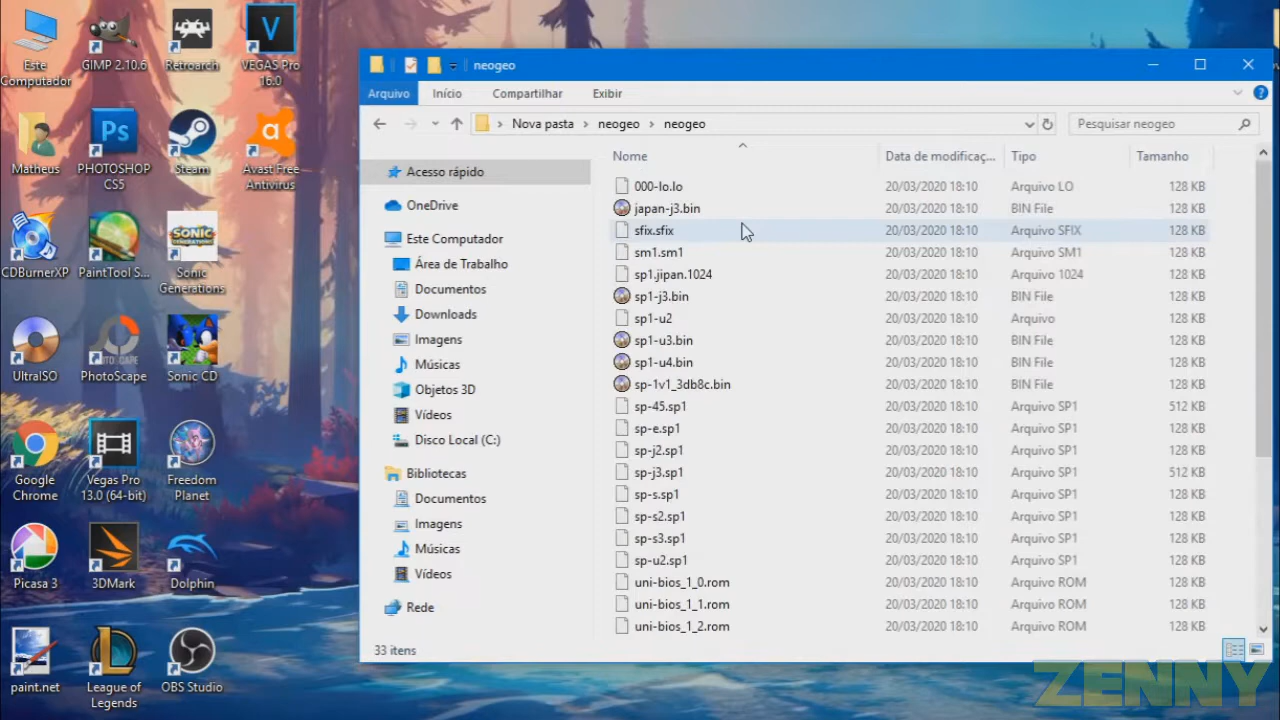 Este
Computador
GIMP 2.10.6
Retroarch
VEGAS Pro
16.0
Matheus
PHOTOSHOP
CS5
Steam
Avast Free
Antivirus
CDBurnerXP
PaintTool S...
Sonic
Generations
UltraISO
PhotoScape
Sonic CD
Google
Chrome
Vegas Pro
13.0 (64-bit)
Freedom
Planet
Picasa 3
3DMark
Dolphin
paint.net
League of
Legends
OBS Studio
neogeo
Arquivo Início Compartilhar Exibir
Nova pasta neogeo neogeo
Pesquisar neogeo
Acesso rápido
OneDrive
Este Computador
Área de Trabalho
Documentos
Downloads
Imagens
Músicas
Objetos 3D
Vídeos
Disco Local (C:)
Bibliotecas
Documentos
Imagens
Músicas
Vídeos
Rede
Nome Data de modificaç... Tipo Tamanho
000-lo.lo 20/03/2020 18:10 Arquivo LO 128 KB
japan-j3.bin 20/03/2020 18:10 BIN File 128 KB
sfix.sfix 20/03/2020 18:10 Arquivo SFIX 128 KB
sm1.sm1 20/03/2020 18:10 Arquivo SM1 128 KB
sp1.jipan.1024 20/03/2020 18:10 Arquivo 1024 128 KB
sp1-j3.bin 20/03/2020 18:10 BIN File 128 KB
sp1-u2 20/03/2020 18:10 Arquivo 128 KB
sp1-u3.bin 20/03/2020 18:10 BIN File 128 KB
sp1-u4.bin 20/03/2020 18:10 BIN File 128 KB
sp-1v1_3db8c.bin 20/03/2020 18:10 BIN File 128 KB
sp-45.sp1 20/03/2020 18:10 Arquivo SP1 512 KB
sp-e.sp1 20/03/2020 18:10 Arquivo SP1 128 KB
sp-j2.sp1 20/03/2020 18:10 Arquivo SP1 128 KB
sp-j3.sp1 20/03/2020 18:10 Arquivo SP1 512 KB
sp-s.sp1 20/03/2020 18:10 Arquivo SP1 128 KB
sp-s2.sp1 20/03/2020 18:10 Arquivo SP1 128 KB
sp-s3.sp1 20/03/2020 18:10 Arquivo SP1 128 KB
sp-u2.sp1 20/03/2020 18:10 Arquivo SP1 128 KB
uni-bios_1_0.rom 20/03/2020 18:10 Arquivo ROM 128 KB
uni-bios_1_1.rom 20/03/2020 18:10 Arquivo ROM 128 KB
uni-bios_1_2.rom 20/03/2020 18:10 Arquivo ROM 128 KB
33 itens
ZENNY